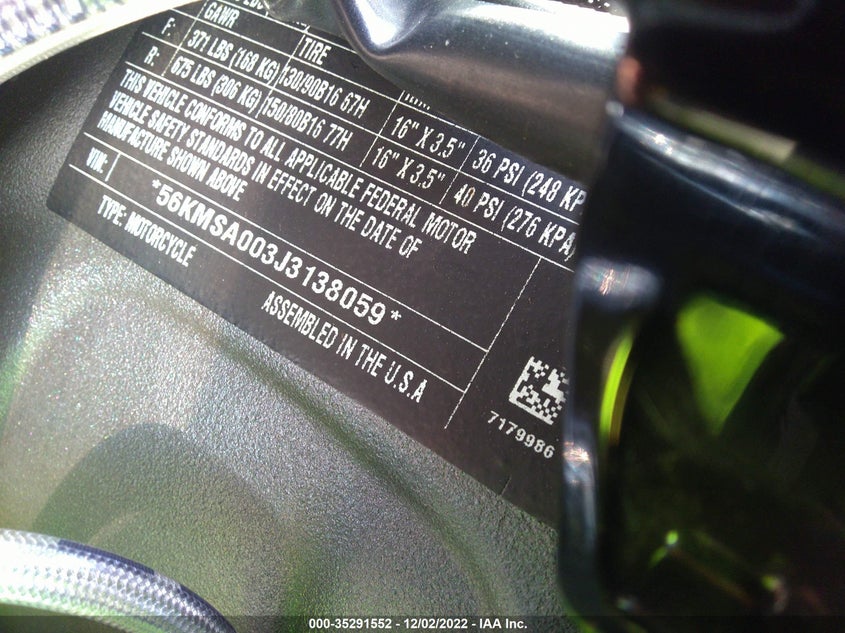 GAWR TIRE
F: 371 LBS (168 KG) 130/90B16 67H 16" X 3.5" 36 PSI (248 KP
R: 675 LBS (306 KG) 150/80B16 77H 16" X 3.5" 40 PSI (276 KPA)
THIS VEHICLE CONFORMS TO ALL APPLICABLE FEDERAL MOTOR
VEHICLE SAFETY STANDARDS IN EFFECT ON THE DATE OF
MANUFACTURE SHOWN ABOVE
VIN: *56KMSA003J3138059*
TYPE: MOTORCYCLE ASSEMBLED IN THE U.S.A
7179986
000-35291552 - 12/02/2022 - IAA Inc.